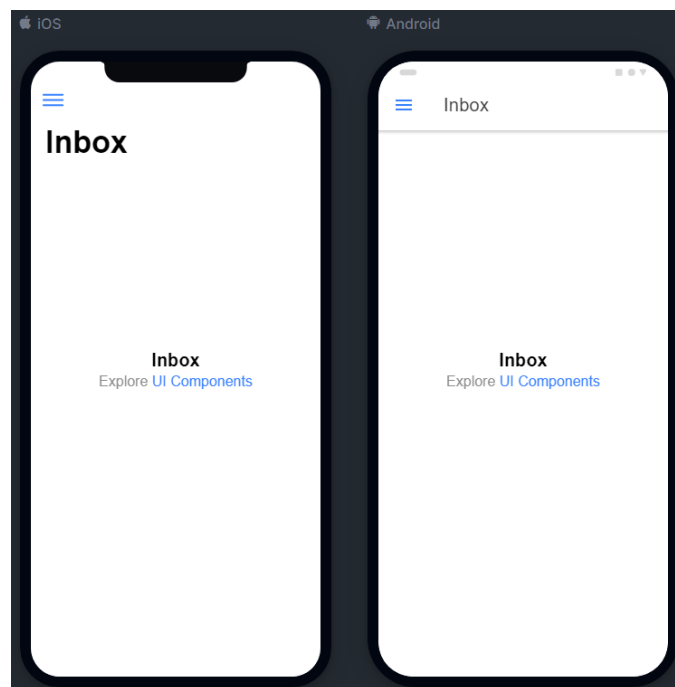 iOS
Inbox
Inbox
Explore UI Components
Android
Inbox
Inbox
Explore UI Components